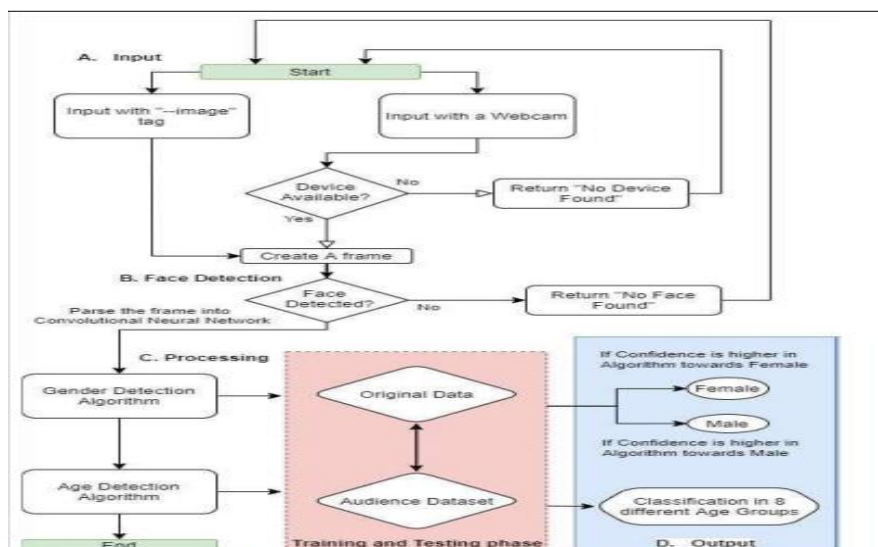 A. Input
Start
Input with "--image"
tag
Input with a Webcam
Device
Available?
No
Return "No Device
Found"
Yes
Create A frame
B. Face Detection
Face
Detected?
No
Return "No Face
Found"
Parse the frame into
Convolutional Neural Network
C. Processing
If Confidence is higher in
Algorithm towards Female
Gender Detection
Algorithm
Original Data
Female
Male
If Confidence is higher in
Algorithm towards Male
Age Detection
Algorithm
Audience Dataset
Classification in 8
different Age Groups
End
Training and Testing phase
D. Output